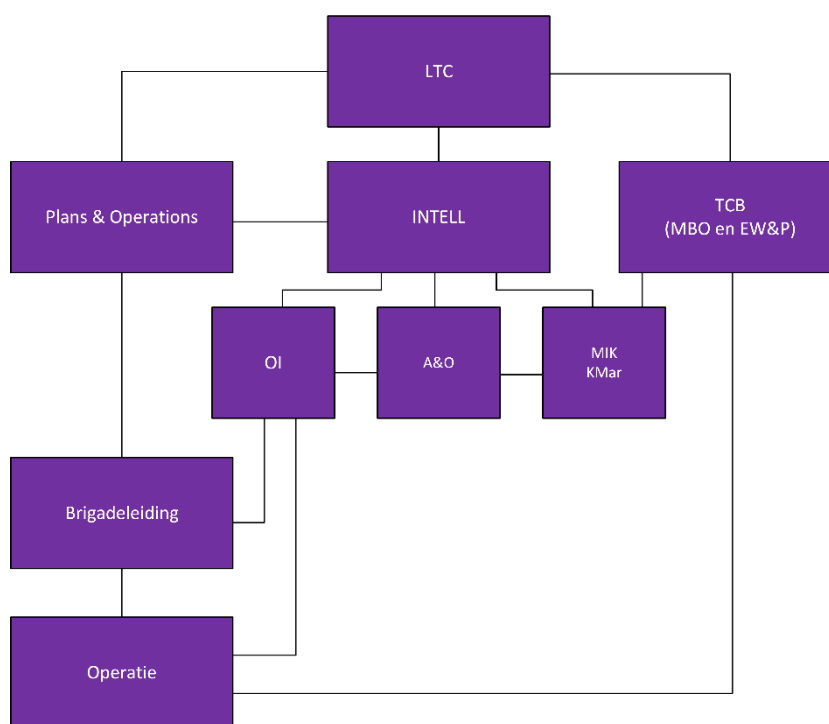 LTC
Plans & Operations
INTELL
TCB
(MBO en EW&P)
OI
A&O
MIK
KMar
Brigadeleiding
Operatie